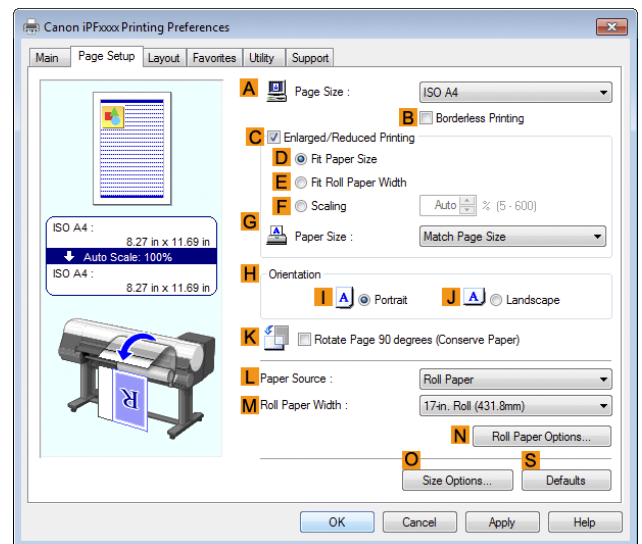 Canon iPFxxxx Printing Preferences
Main Page Setup Layout Favorites Utility Support
A Page Size : ISO A4
B Borderless Printing
C Enlarged/Reduced Printing
D Fit Paper Size
E Fit Roll Paper Width
F Scaling Auto % (5 - 600)
G Paper Size : Match Page Size
ISO A4 :
8.27 in x 11.69 in
Auto Scale: 100%
ISO A4 :
8.27 in x 11.69 in
H Orientation
I A Portrait J A Landscape
K Rotate Page 90 degrees (Conserve Paper)
R
L Paper Source : Roll Paper
M Roll Paper Width : 17-in. Roll (431.8mm)
N Roll Paper Options...
O S
Size Options... Defaults
OK Cancel Apply Help